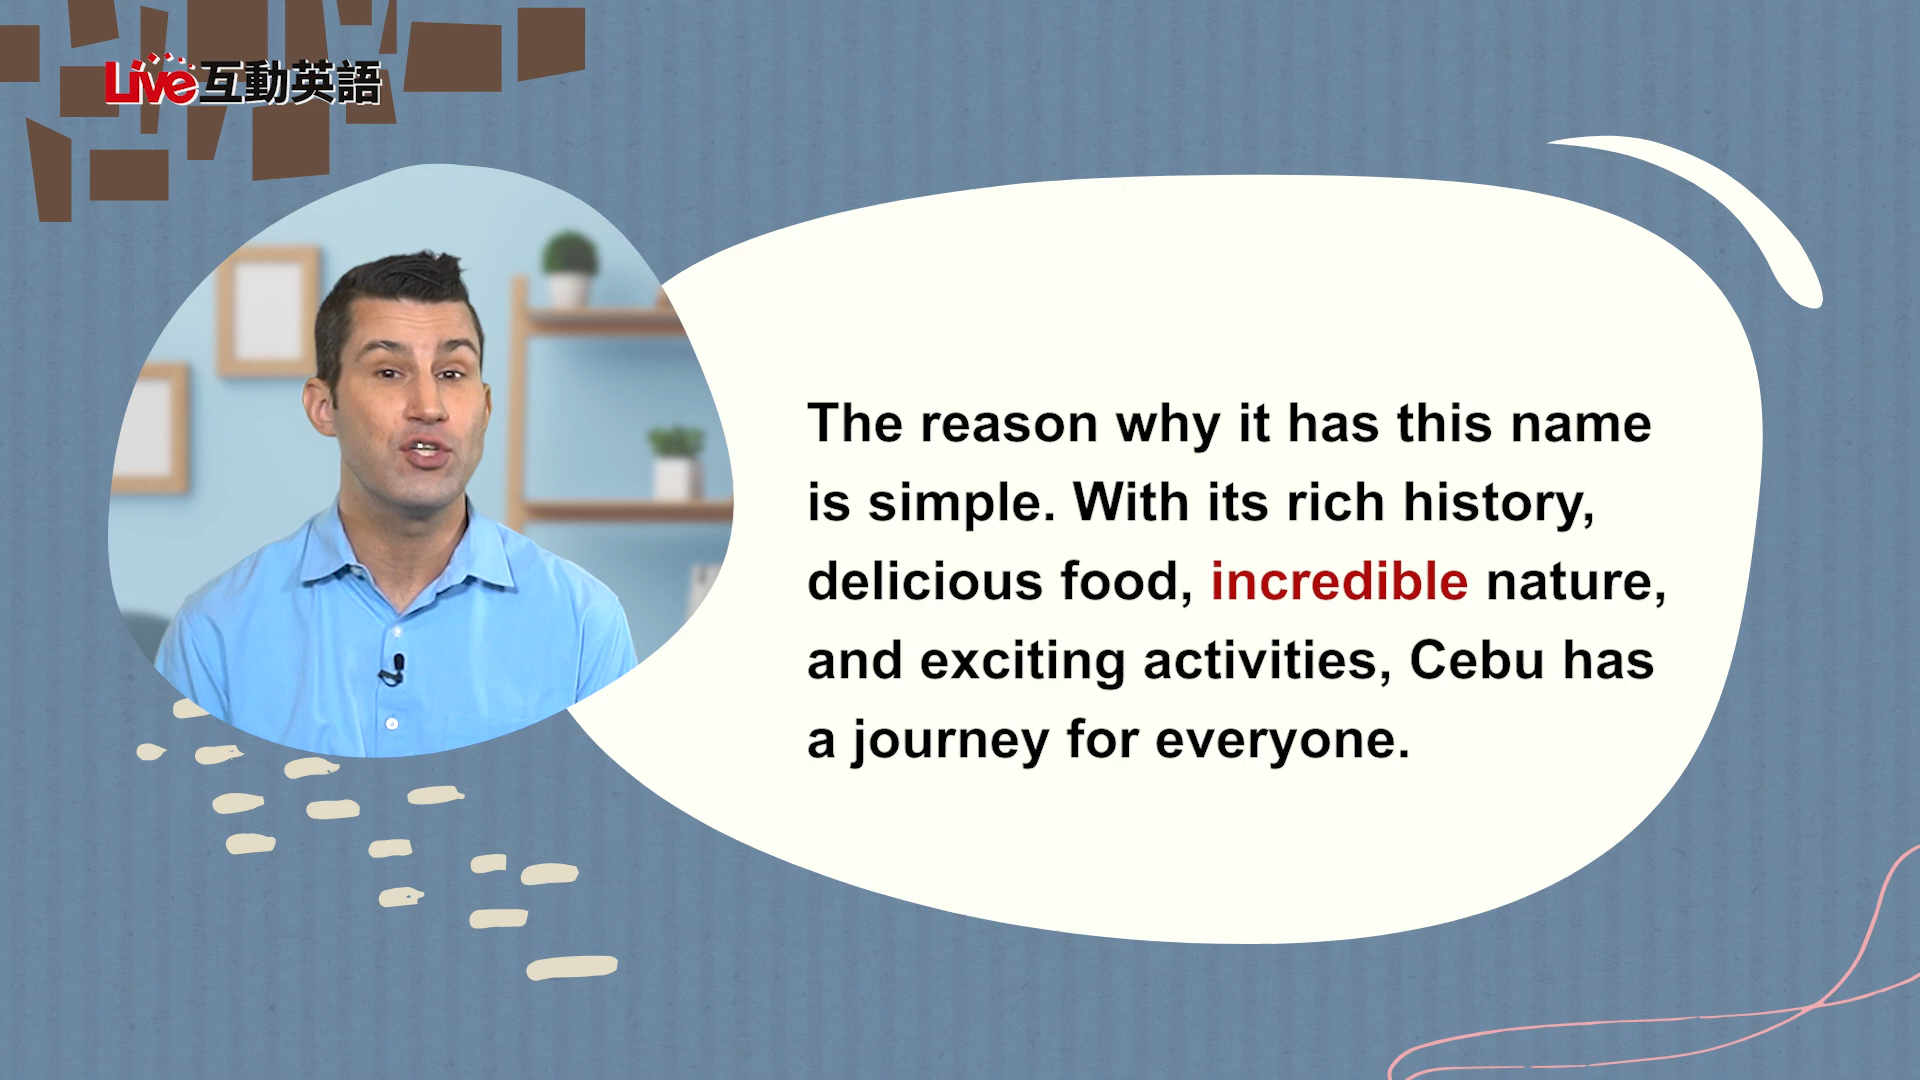 Live互動英語
The reason why it has this name
is simple. With its rich history,
delicious food, incredible nature,
and exciting activities, Cebu has
a journey for everyone.